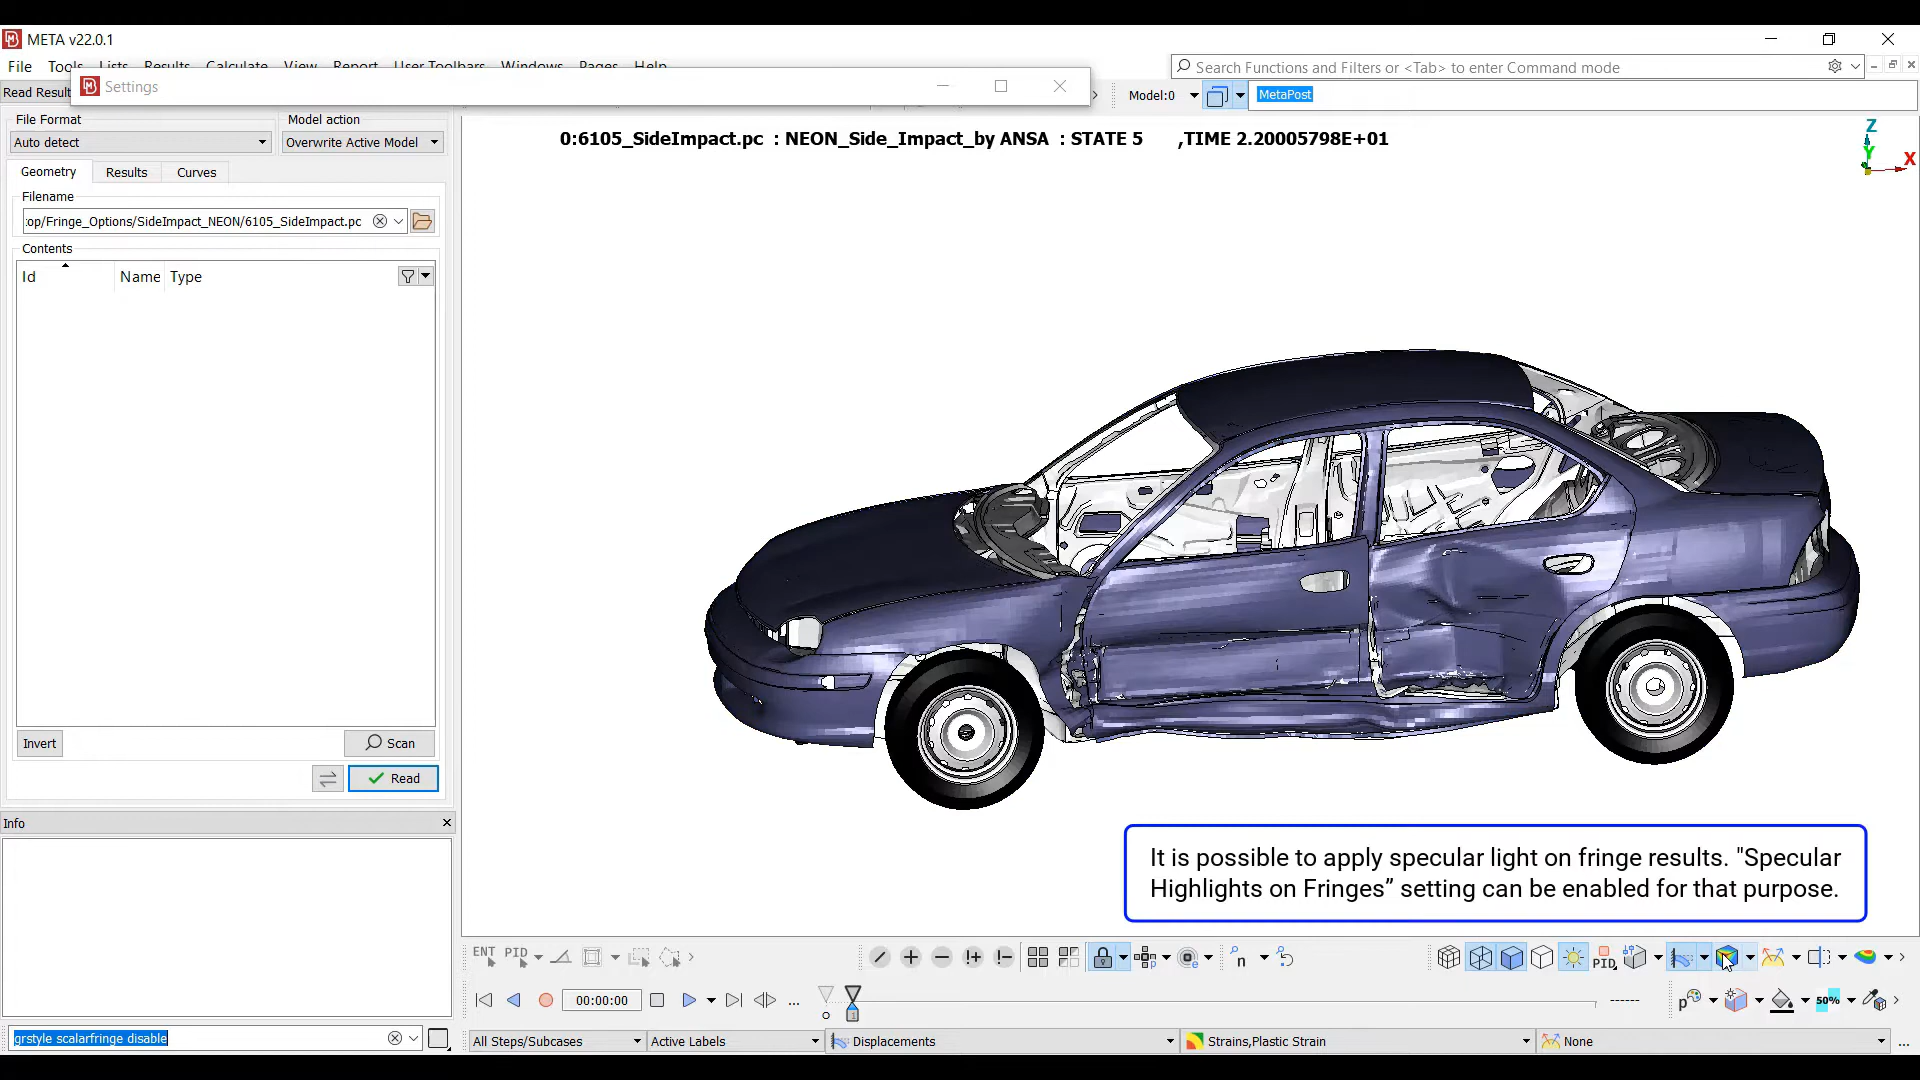 META v22.0.1
File Tools Lists Results Calculate View Report User Toolbars Windows Pages Help
Settings
Search Functions and Filters or <Tab> to enter Command mode
Read Result
Model:0
MetaPost
File Format
Model action
Auto detect
Overwrite Active Model
Geometry
Results
Curves
Filename
op/Fringe_Options/SideImpact_NEON/6105_SideImpact.pc
Contents
Id
Name
Type
Invert
Scan
Read
Info
grstyle scalarfringe disable
0:6105_SideImpact.pc : NEON_Side_Impact_by ANSA : STATE 5 ,TIME 2.20005798E+01
Z
Y
X
It is possible to apply specular light on fringe results. "Specular
Highlights on Fringes” setting can be enabled for that purpose.
ENT
PID
n
PID
00:00:00
...
------
p
50%
All Steps/Subcases
Active Labels
Displacements
Strains,Plastic Strain
None
...